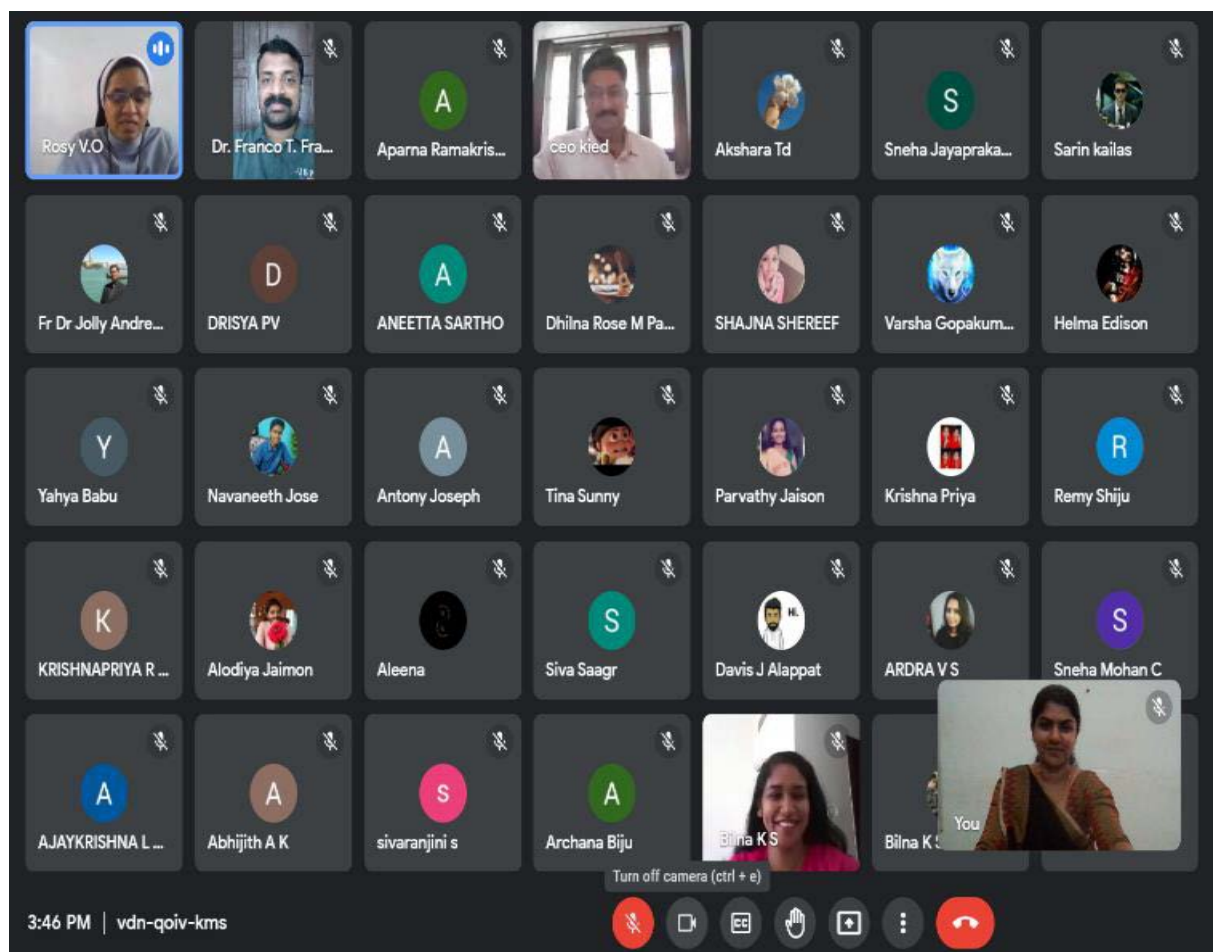 Rosy V.O
Dr. Franco T. Fra...
A
Aparna Ramakris...
ceo kied
Akshara Td
S
Sneha Jayapraka...
Sarin kailas
Fr Dr Jolly Andre...
D
DRISYA PV
A
ANEETTA SARTHO
Dhilna Rose M Pa...
SHAJNA SHEREEF
Varsha Gopakum...
Helma Edison
Y
Yahya Babu
Navaneeth Jose
A
Antony Joseph
Tina Sunny
Parvathy Jaison
Krishna Priya
R
Remy Shiju
K
KRISHNAPRIYA R ...
Alodiya Jaimon
Aleena
S
Siva Saagr
Hi.
Davis J Alappat
ARDRA V S
S
Sneha Mohan C
A
AJAYKRISHNA L ...
A
Abhijith A K
s
sivaranjini s
A
Archana Biju
Bilna K S
Bilna K S
You
Turn off camera (ctrl + e)
3:46 PM | vdn-qoiv-kms
CC